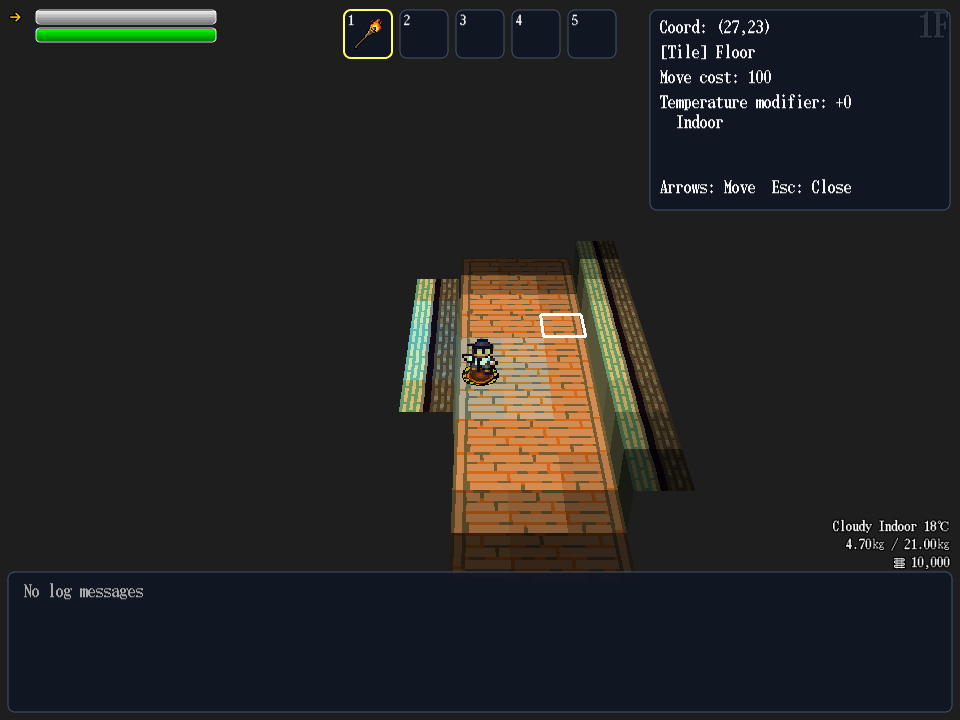 1 2 3 4 5
1F
Coord: (27,23)
[Tile] Floor
Move cost: 100
Temperature modifier: +0
Indoor
Arrows: Move  Esc: Close
Cloudy Indoor 18℃
4.70kg / 21.00kg
10,000
No log messages